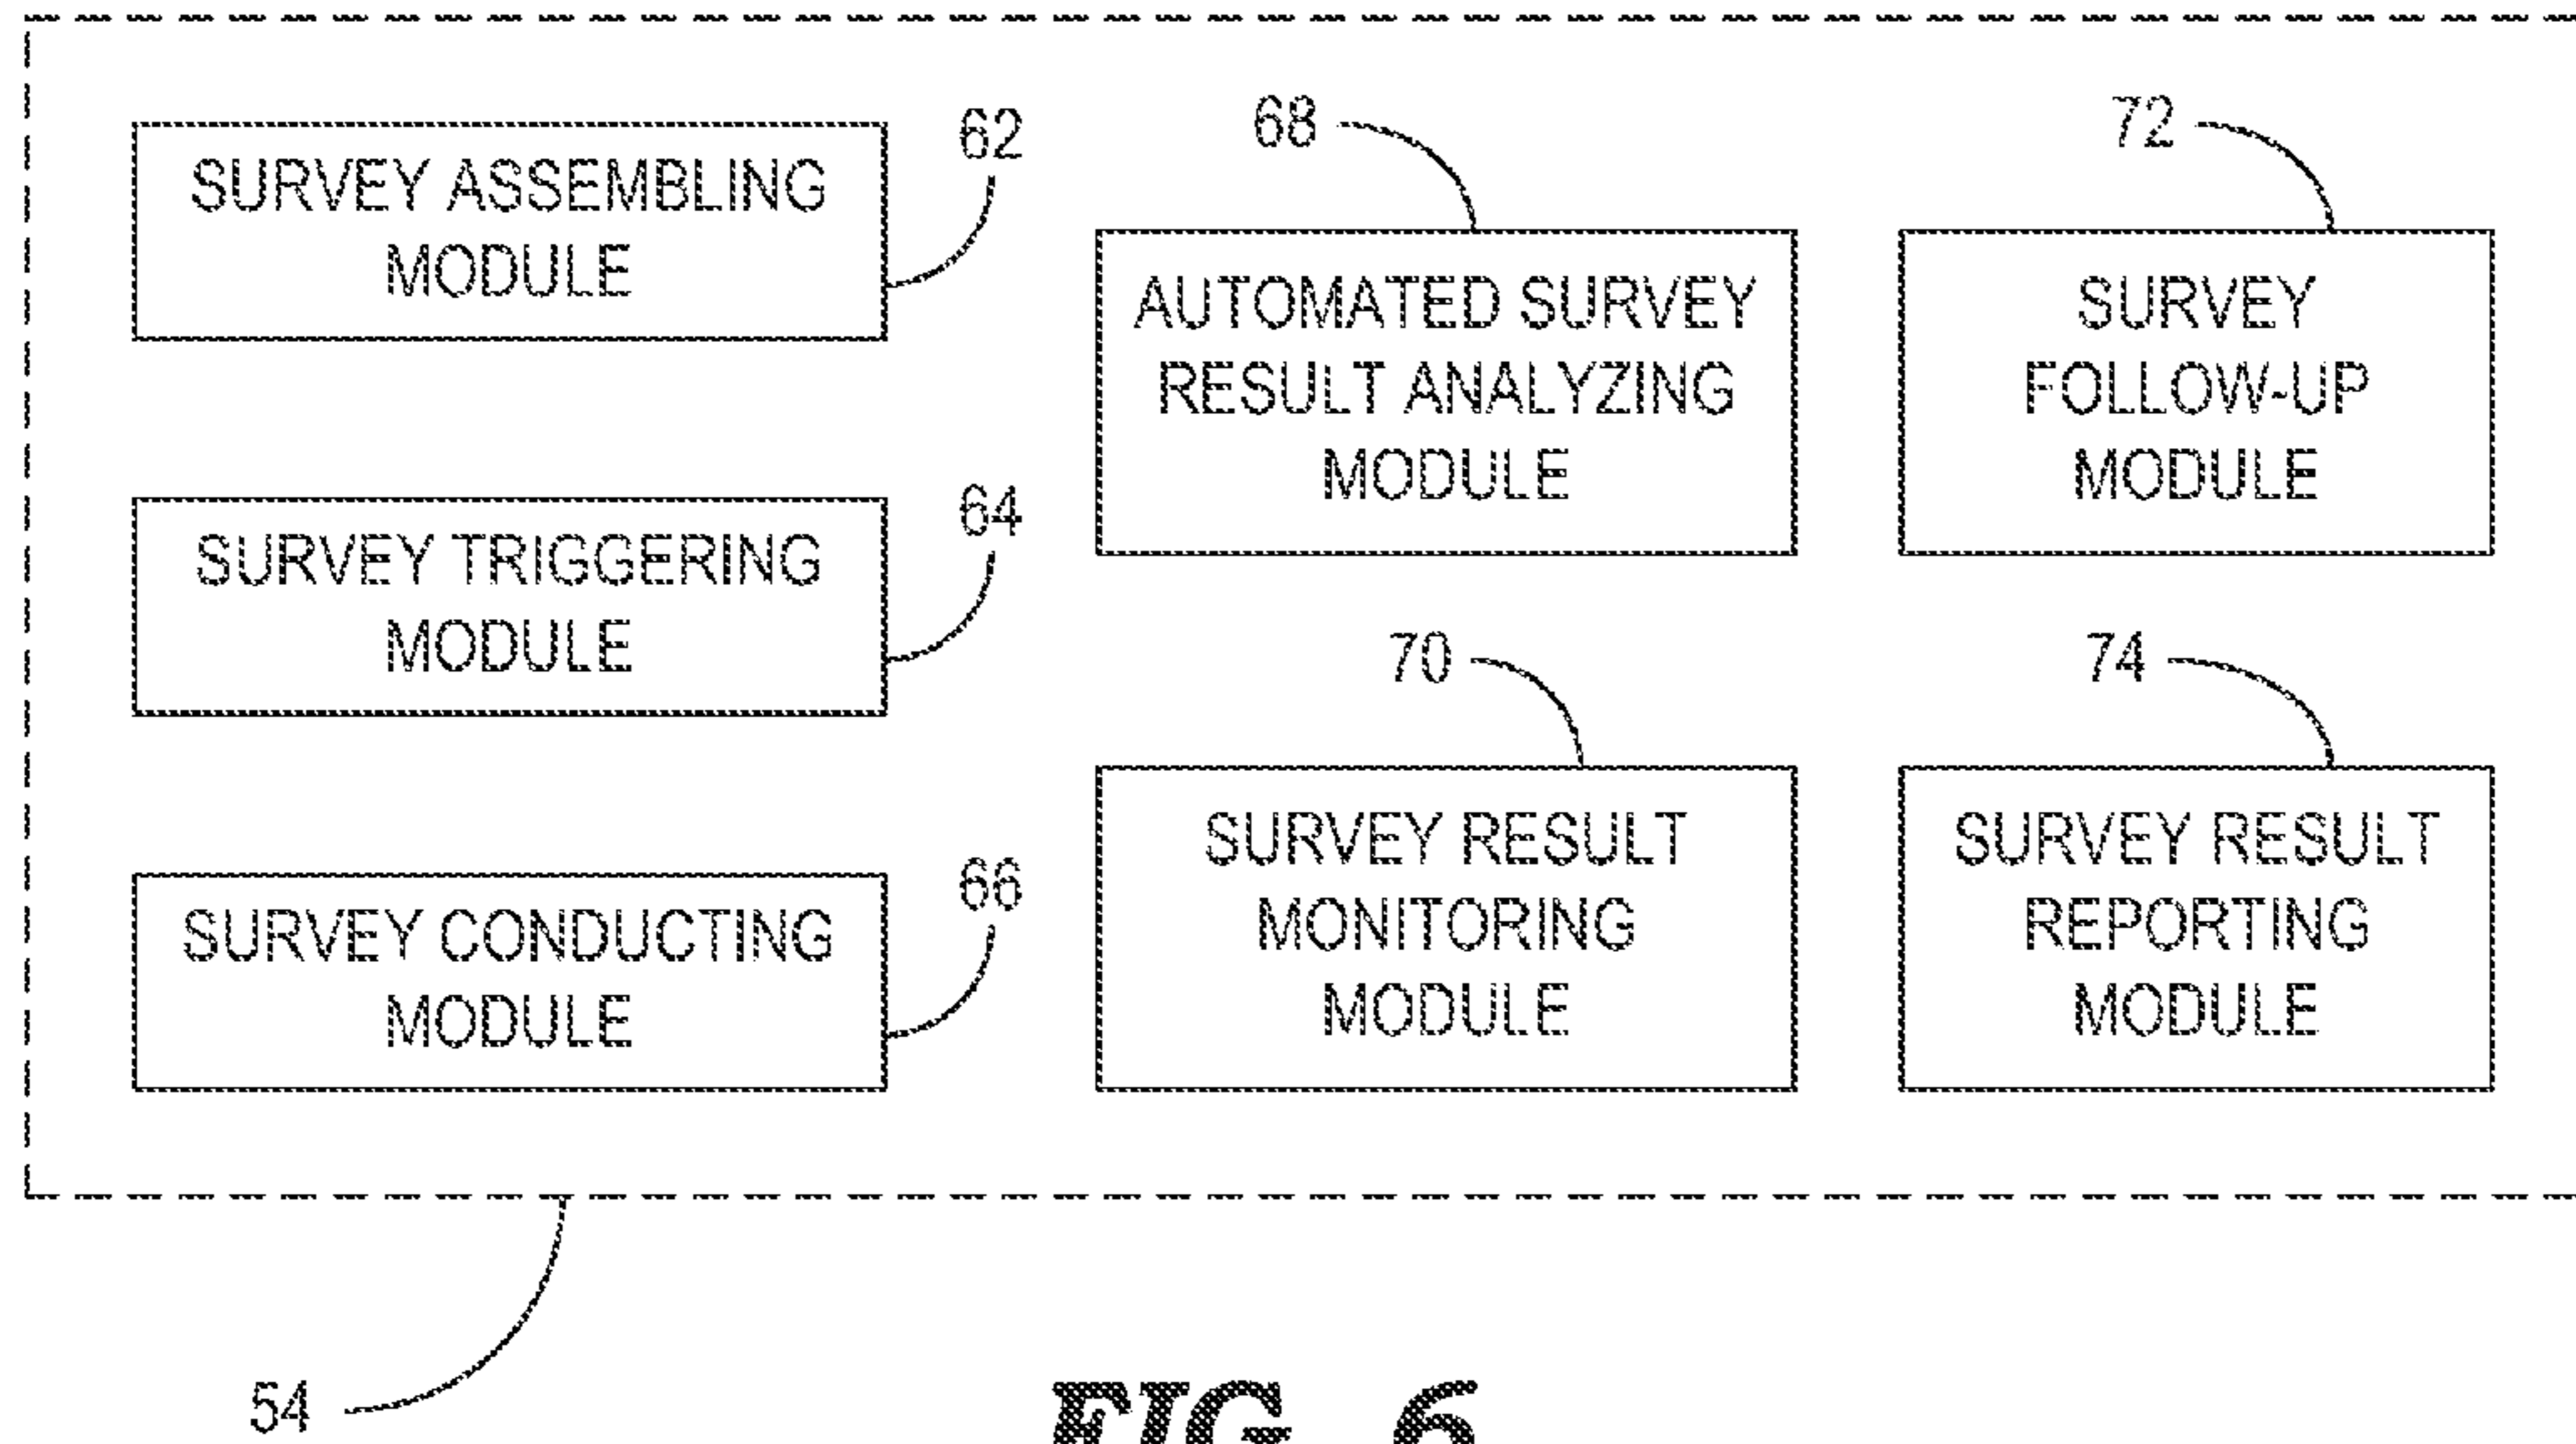 62
SURVEY ASSEMBLING
MODULE
64
SURVEY TRIGGERING
MODULE
66
SURVEY CONDUCTING
MODULE
68
AUTOMATED SURVEY
RESULT ANALYZING
MODULE
70
SURVEY RESULT
MONITORING
MODULE
72
SURVEY
FOLLOW-UP
MODULE
74
SURVEY RESULT
REPORTING
MODULE
54
FIG. 6